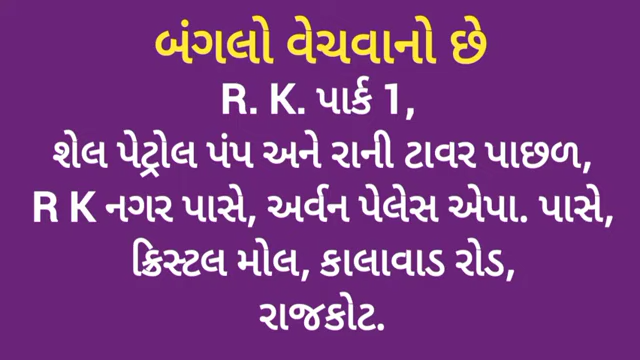 બંગલો વેચવાનો છે
R. K. પાર્ક 1,
શેલ પેટ્રોલ પંપ અને રાની ટાવર પાછળ,
R K નગર પાસે, અર્વન પેલેસ એપા. પાસે,
ક્રિસ્ટલ મોલ, કાલાવાડ રોડ,
રાજકોટ.